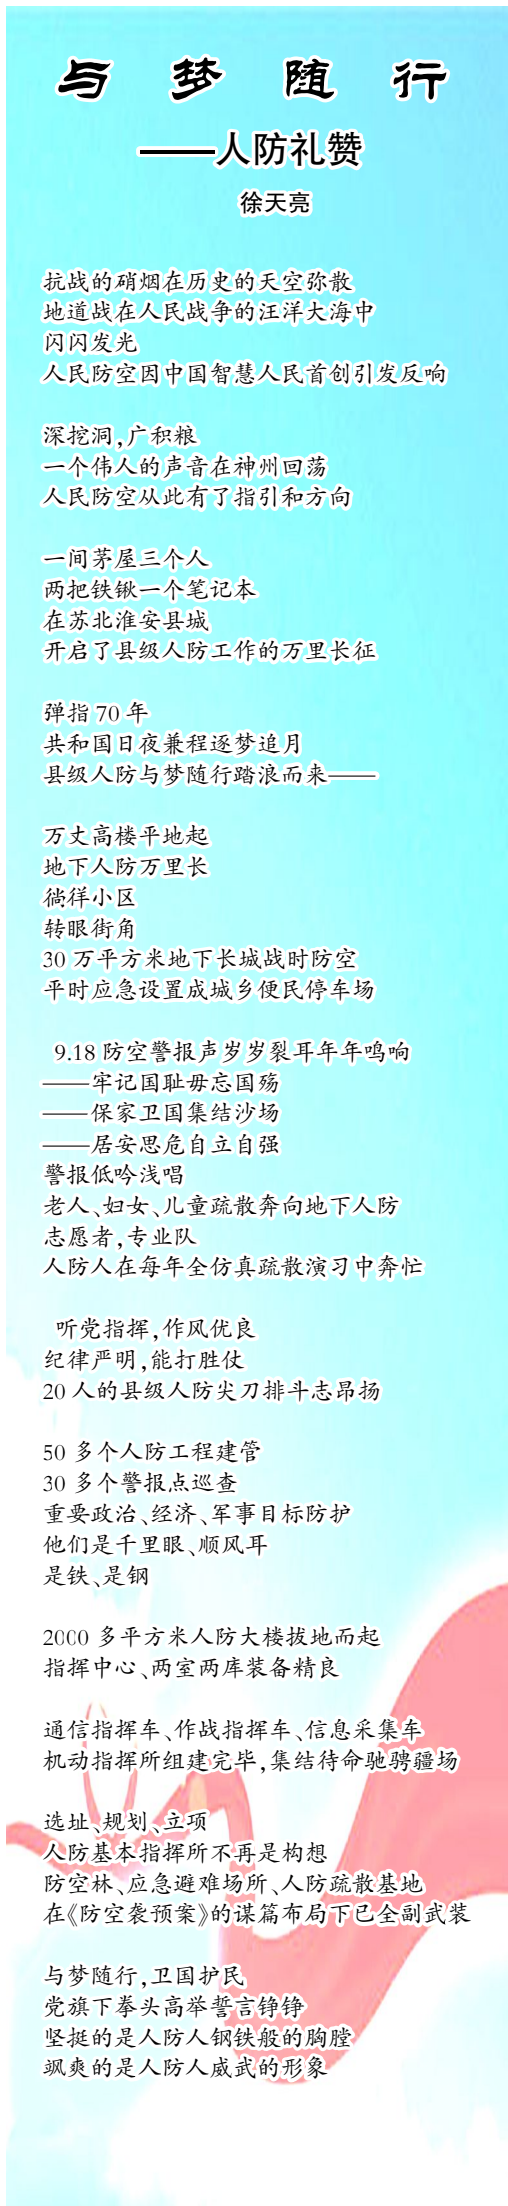 与梦随行
——人防礼赞
徐天亮
抗战的硝烟在历史的天空弥散
地道战在人民战争的汪洋大海中
闪闪发光
人民防空因中国智慧人民首创引发反响
深挖洞,广积粮
一个伟人的声音在神州回荡
人民防空从此有了指引和方向
一间茅屋三个人
两把铁锹一个笔记本
在苏北淮安县城
开启了县级人防工作的万里长征
弹指 70 年
共和国日夜兼程逐梦追月
县级人防与梦随行踏浪而来——
万丈高楼平地起
地下人防万里长
徜徉小区
转眼街角
30 万平方米地下长城战时防空
平时应急设置成城乡便民停车场
9.18 防空警报声岁岁裂耳年年鸣响
——牢记国耻毋忘国殇
——保家卫国集结沙场
——居安思危自立自强
警报低吟浅唱
老人、妇女、儿童疏散奔向地下人防
志愿者,专业队
人防人在每年全仿真疏散演习中奔忙
听党指挥,作风优良
纪律严明,能打胜仗
20 人的县级人防尖刀排斗志昂扬
50 多个人防工程建管
30 多个警报点巡查
重要政治、经济、军事目标防护
他们是千里眼、顺风耳
是铁、是钢
2000 多平方米人防大楼拔地而起
指挥中心、两室两库装备精良
通信指挥车、作战指挥车、信息采集车
机动指挥所组建完毕,集结待命驰骋疆场
选址、规划、立项
人防基本指挥所不再是构想
防空林、应急避难场所、人防疏散基地
在《防空袭预案》的谋篇布局下已全副武装
与梦随行,卫国护民
党旗下拳头高举誓言铮铮
坚挺的是人防人钢铁般的胸膛
飒爽的是人防人威武的形象